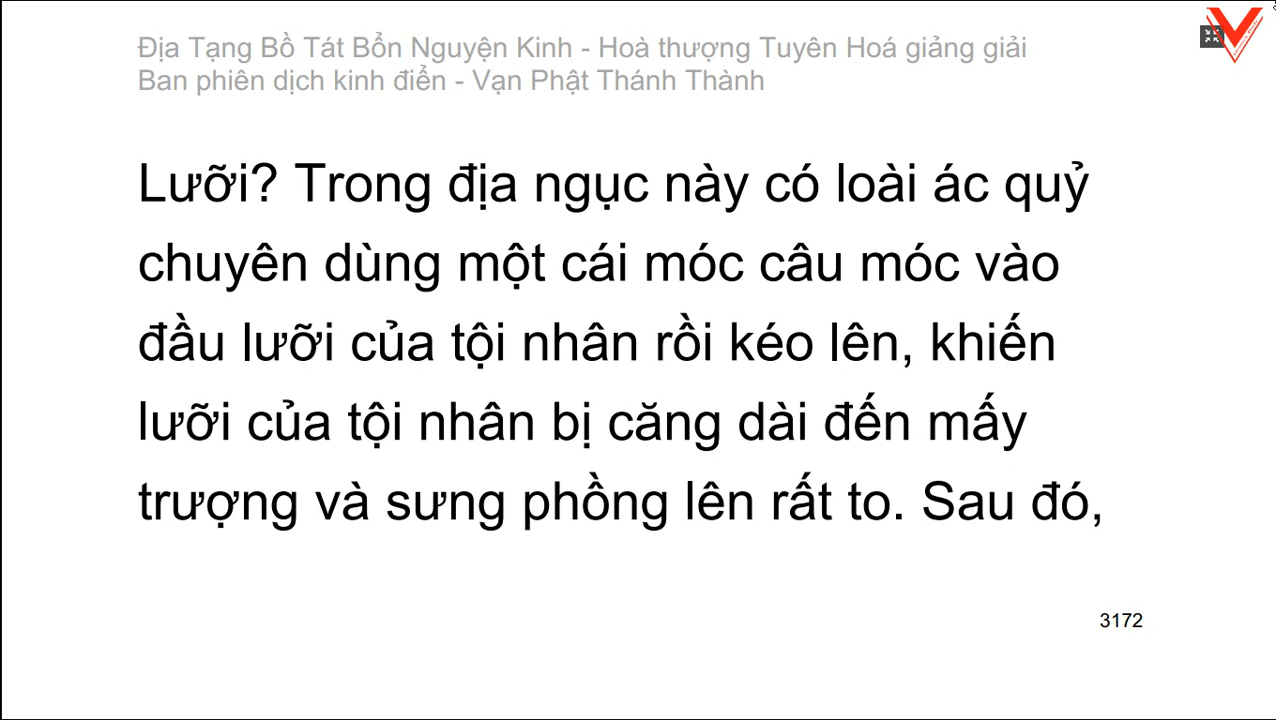 Địa Tạng Bồ Tát Bổn Nguyện Kinh - Hoà thượng Tuyên Hoá giảng giải
Ban phiên dịch kinh điển - Vạn Phật Thánh Thành
Lưỡi? Trong địa ngục này có loài ác quỷ
chuyên dùng một cái móc câu móc vào
đầu lưỡi của tội nhân rồi kéo lên, khiến
lưỡi của tội nhân bị căng dài đến mấy
trượng và sưng phồng lên rất to. Sau đó,
3172